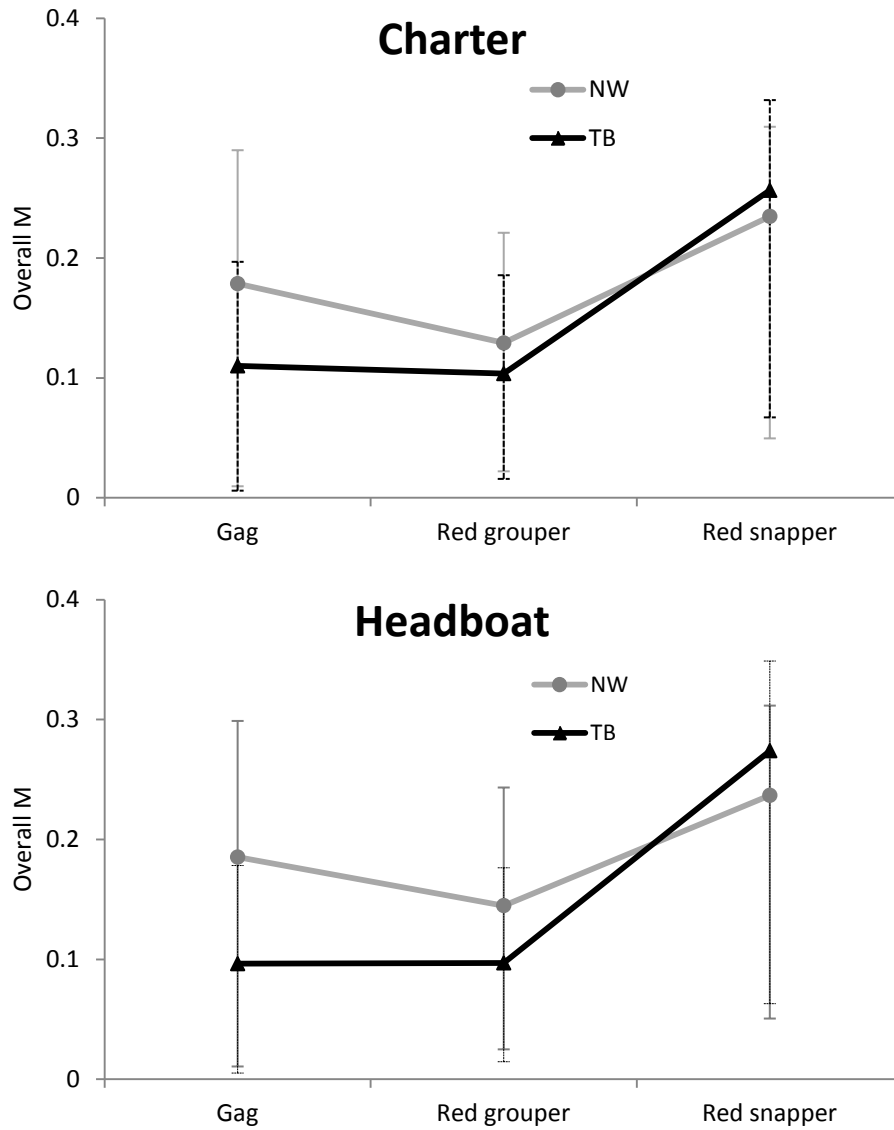 Charter
0.4
NW
0.3
TB
Overall M
0.2
0.1
0
Gag Red grouper Red snapper
Headboat
0.4
NW
0.3
TB
Overall M
0.2
0.1
0
Gag Red grouper Red snapper